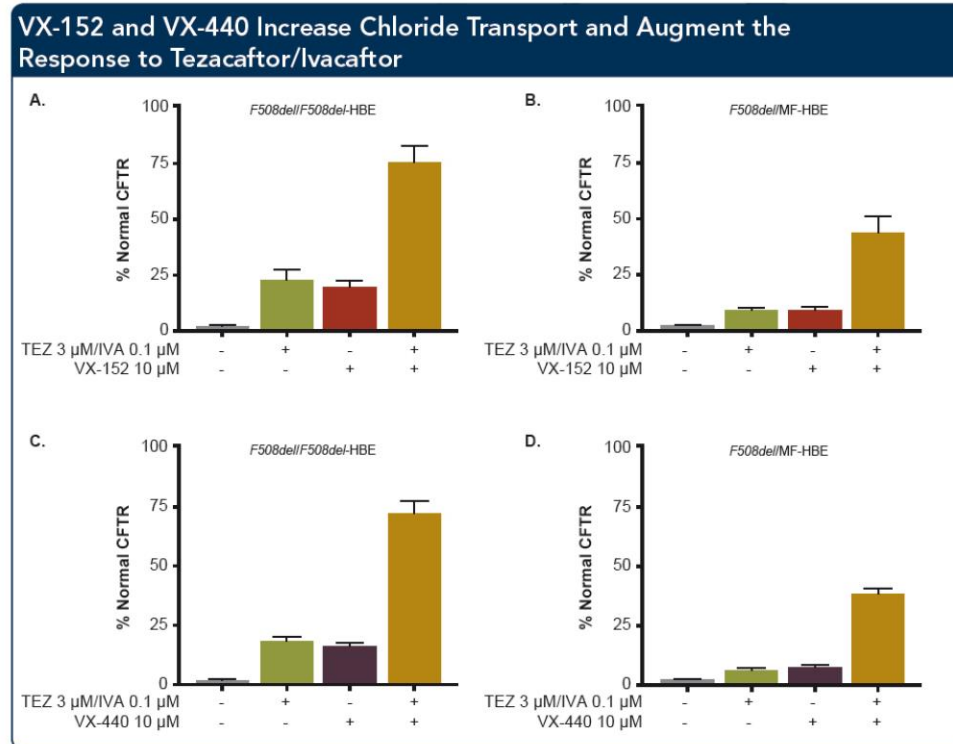 VX-152 and VX-440 Increase Chloride Transport and Augment the
Response to Tezacaftor/Ivacaftor
A.
F508del/F508del-HBE
% Normal CFTR
100
75
50
25
0
TEZ 3 μM/IVA 0.1 μM - + - +
VX-152 10 μM - - + +
B.
F508del/MF-HBE
% Normal CFTR
100
75
50
25
0
TEZ 3 μM/IVA 0.1 μM - + - +
VX-152 10 μM - - + +
C.
F508del/F508del-HBE
% Normal CFTR
100
75
50
25
0
TEZ 3 μM/IVA 0.1 μM - + - +
VX-440 10 μM - - + +
D.
F508del/MF-HBE
% Normal CFTR
100
75
50
25
0
TEZ 3 μM/IVA 0.1 μM - + - +
VX-440 10 μM - - + +